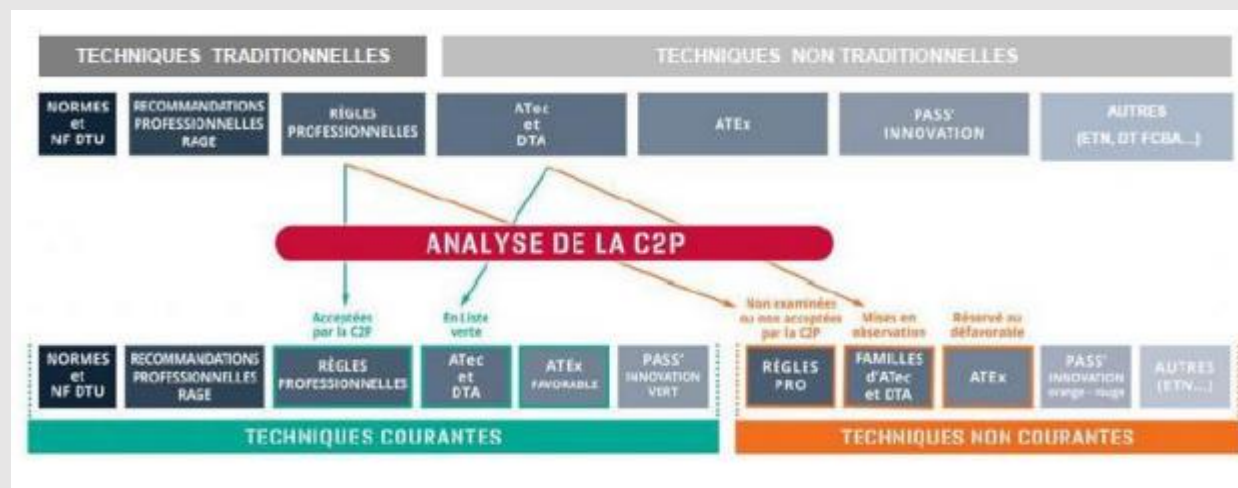 TECHNIQUES TRADITIONNELLES
TECHNIQUES NON TRADITIONNELLES
NORMES
et
NF DTU
RECOMMANDATIONS
PROFESSIONNELLES
RAGE
RÈGLES
PROFESSIONNELLES
ATec
et
DTA
ATEx
PASS'
INNOVATION
AUTRES
(ETN, DT FCBA...)
ANALYSE DE LA C2P
Acceptées
par la C2P
En Liste
verte
Non examinées
ou non acceptées
par la C2P
Mises en
observation
Réservé ou
défavorable
NORMES
et
NF DTU
RECOMMANDATIONS
PROFESSIONNELLES
RAGE
RÈGLES
PROFESSIONNELLES
ATec
et
DTA
ATEx
FAVORABLE
PASS'
INNOVATION
VERT
RÈGLES
PRO
FAMILLES
d'ATec
et DTA
ATEx
PASS'
INNOVATION
orange - rouge
AUTRES
(ETN...)
TECHNIQUES COURANTES
TECHNIQUES NON COURANTES